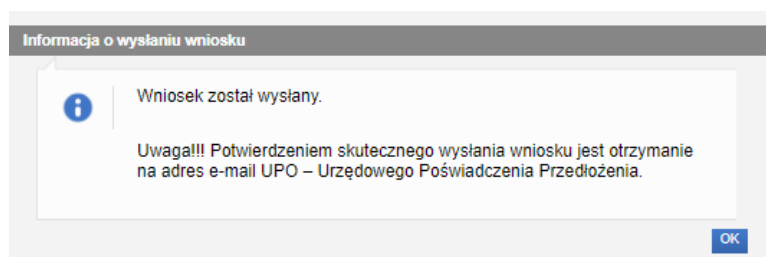 Informacja o wysłaniu wniosku
Wniosek został wysłany.
Uwaga!!! Potwierdzeniem skutecznego wysłania wniosku jest otrzymanie
na adres e-mail UPO – Urzędowego Poświadczenia Przedłożenia.
OK